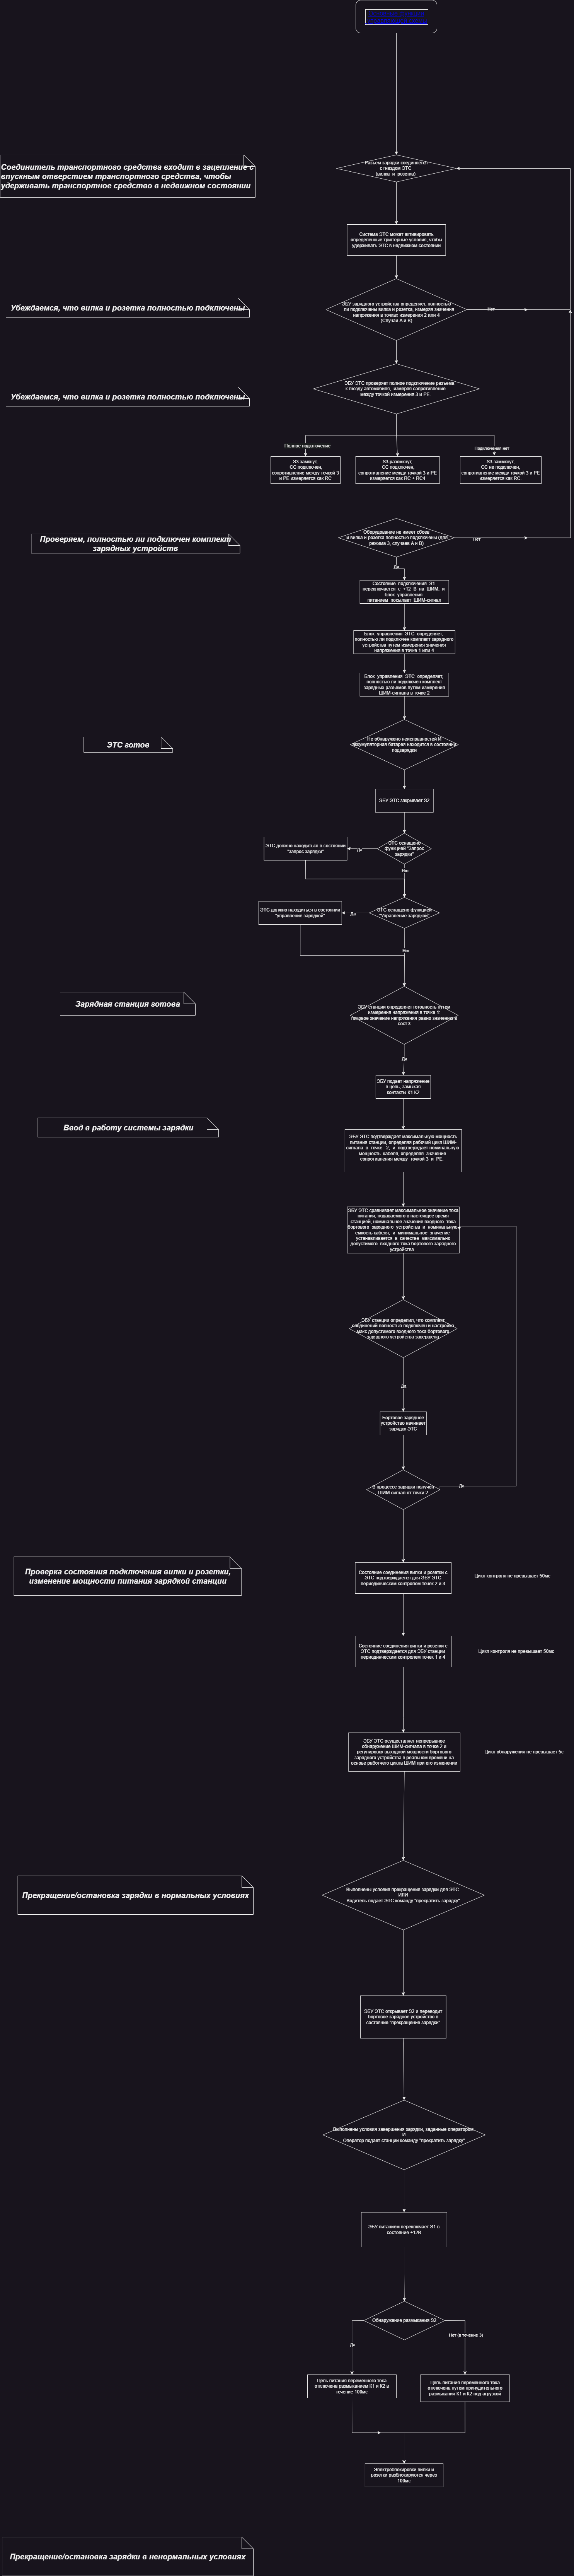 Разъем зарядки соединяется
с гнездом ЭТС
(вилка и розетка)
Соединитель транспортного средства входит в зацепление с
впускным отверстием транспортного средства, чтобы
удерживать транспортное средство в недвижном состоянии
Система ЭТС может активировать
определенные триггерные условия, чтобы
удерживать ЭТС в недвижном состоянии
Убеждаемся, что вилка и розетка полностью подключены
ЭБУ зарядного устройства определяет, полностью
ли подключены вилка и розетка, измеряя значения
напряжения в точках измерения 2 или 4
(Случаи А и В)
Нет
Убеждаемся, что вилка и розетка полностью подключены
ЭБУ ЭТС проверяет полное подключение разъема
к гнезду автомобиля, измеряя сопротивление
между точкой измерения 3 и PE.
Полное подключение
Подключения нет
S3 замкнут,
CC подключен,
сопротивление между точкой 3
и PE измеряется как RC
S3 разомкнут,
CC подключен,
сопротивление между точкой 3 и PE
измеряется как RC + RC4
S3 замкнут,
CC не подключен,
сопротивление между точкой 3 и PE
измеряется как RC.
Оборудование не имеет сбоев
и вилка и розетка полностью подключены (для
режима 3, случаев А и В)
Нет
Проверяем, полностью ли подключен комплект
зарядных устройств
Да
Состояние подключения S1
переключается с +12 В на ШИМ, и
блок управления
питанием посылает ШИМ-сигнал
Блок управления ЭТС определяет,
полностью ли подключен комплект зарядного
устройства путем измерения значения
напряжения в точке 1 или 4
Блок управления ЭТС определяет,
полностью ли подключен комплект
зарядных разъемов путем измерения
ШИМ-сигнала в точке 2
ЭТС готов
Не обнаружено неисправностей И
аккумуляторная батарея находится в состоянии
подзарядки
ЭБУ ЭТС закрывает S2
ЭТС оснащено
функцией "Запрос
зарядки"
Да
ЭТС должно находиться в состоянии
"запрос зарядки"
Нет
ЭТС оснащено функцией
"Управление зарядкой"
Да
ЭТС должно находиться в состоянии
"управление зарядкой"
Нет
Зарядная станция готова
ЭБУ станции определяет готовность путем
измерения напряжения в точке 1:
пиковое значение напряжения равно значению в
сост.3
Да
ЭБУ подает напряжение
в цепь, замыкая
контакты К1 К2
Ввод в работу системы зарядки
ЭБУ ЭТС подтверждает максимальную мощность
питания станции, определяя рабочий цикл ШИМ-
сигнала в точке 2, и подтверждает номинальную
мощность кабеля, определяя значение
сопротивления между точкой 3 и PE.
ЭБУ ЭТС сравнивает максимальное значение тока
питания, подаваемого в настоящее время
станцией, номинальное значение входного тока
бортового зарядного устройства и номинальную
емкость кабеля, и минимальное значение
устанавливается в качестве максимально
допустимого входного тока бортового зарядного
устройства.
ЭБУ станции определил, что комплект
соединений полностью подключен и настройка
макс допустимого входного тока бортового
зарядного устройства завершена
Да
Бортовое зарядное
устройство начинает
зарядку ЭТС
В процессе зарядки получен
ШИМ сигнал от точки 2
Да
Проверка состояния подключения вилки и розетки,
изменение мощности питания зарядкой станции
Состояние соединения вилки и розетки с
ЭТС подтверждается для ЭБУ ЭТС
периодическим контролем точек 2 и 3
Цикл контроля не превышает 50мс
Состояние соединения вилки и розетки с
ЭТС подтверждается для ЭБУ станции
периодическим контролем точки 1 и 4
Цикл контроля не превышает 50мс
ЭБУ ЭТС осуществляет непрерывное
обнаружение ШИМ-сигнала в точке 2 и
регулировку выходной мощности бортового
зарядного устройства в реальном времени на
основе рабочего цикла ШИМ при его изменении
Цикл обнаружения не превышает 5с
Прекращение/остановка зарядки в нормальных условиях
Выполнены условия прекращения зарядки для ЭТС
ИЛИ
Водитель подает ЭТС команду "прекратить зарядку"
ЭБУ ЭТС открывает S2 и переводит
бортовое зарядное устройство в
состояние "прекращение зарядки"
Выполнены условия завершения зарядки, заданные оператором
И
Оператор подает станции команду "прекратить зарядку"
ЭБУ питанием переключает S1 в
состояние +12В
Обнаружение размыкания S2
Да
Нет (в течение 3)
Цепь питания переменного тока
отключена размыканием К1 и К2 в
течение 100мс
Цепь питания переменного тока
отключена путем принудительного
размыкания К1 и К2 под агрузкой
Электроблокировки вилки и
розетки разблокируются через
100мс
Прекращение/остановка зарядки в ненормальных условиях